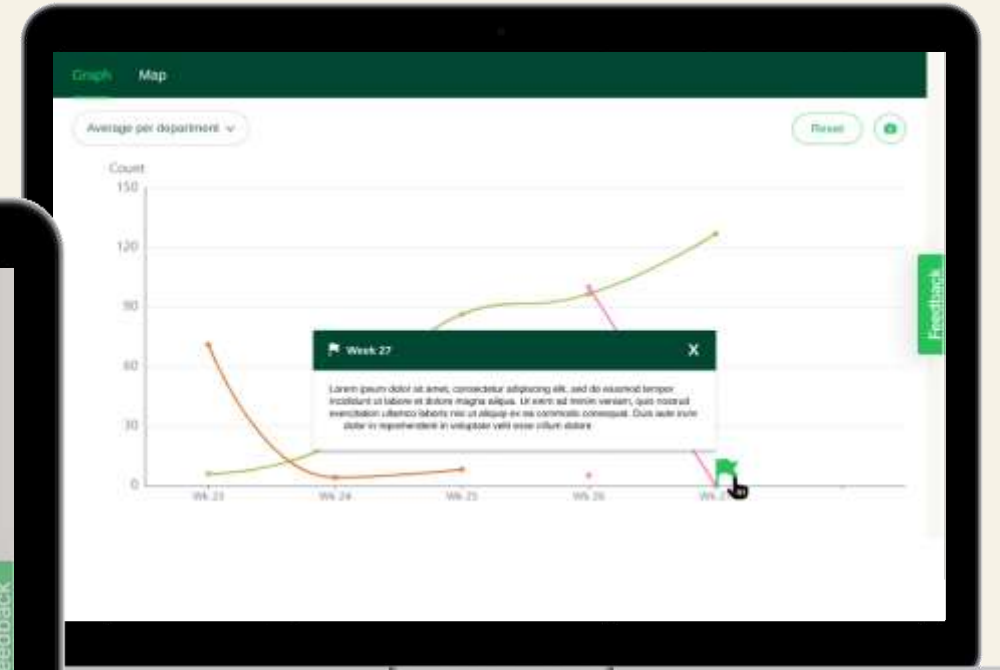 Graph Map
Average per department
Reset
Count
150
120
90
60
30
0
Week 27 X
Lorem ipsum dolor sit amet, consectetur adipiscing elit, sed do eiusmod tempor
incididunt ut labore et dolore magna aliqua. Ut enim ad minim veniam, quis nostrud
exercitation ullamco laboris nisi ut aliquip ex ea commodo consequat. Duis aute irure
dolor in reprehenderit in voluptate velit esse cillum dolore
Wk 23 Wk 24 Wk 25 Wk 26
Feedback